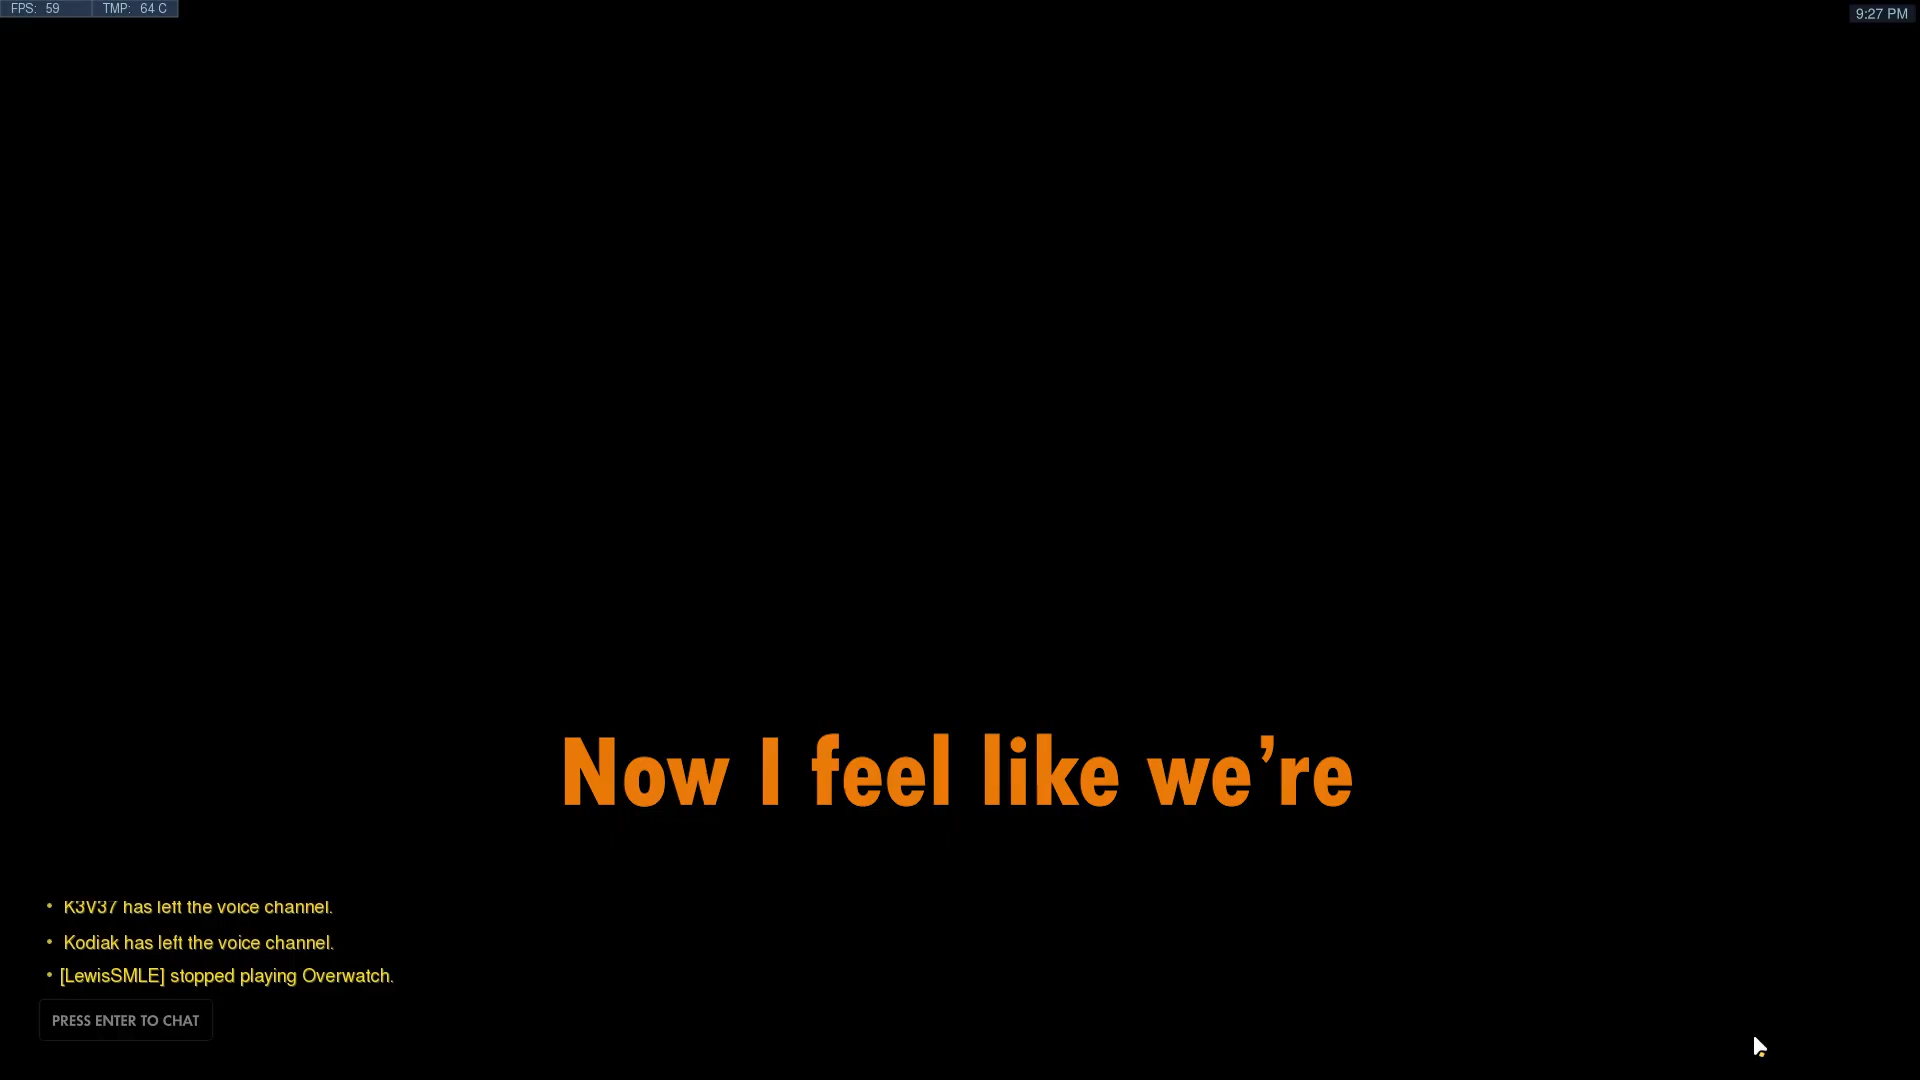 FPS: 59 TMP: 64 C
9:27 PM
Now I feel like we’re
• K3V37 has left the voice channel.
• Kodiak has left the voice channel.
• [LewisSMLE] stopped playing Overwatch.
PRESS ENTER TO CHAT